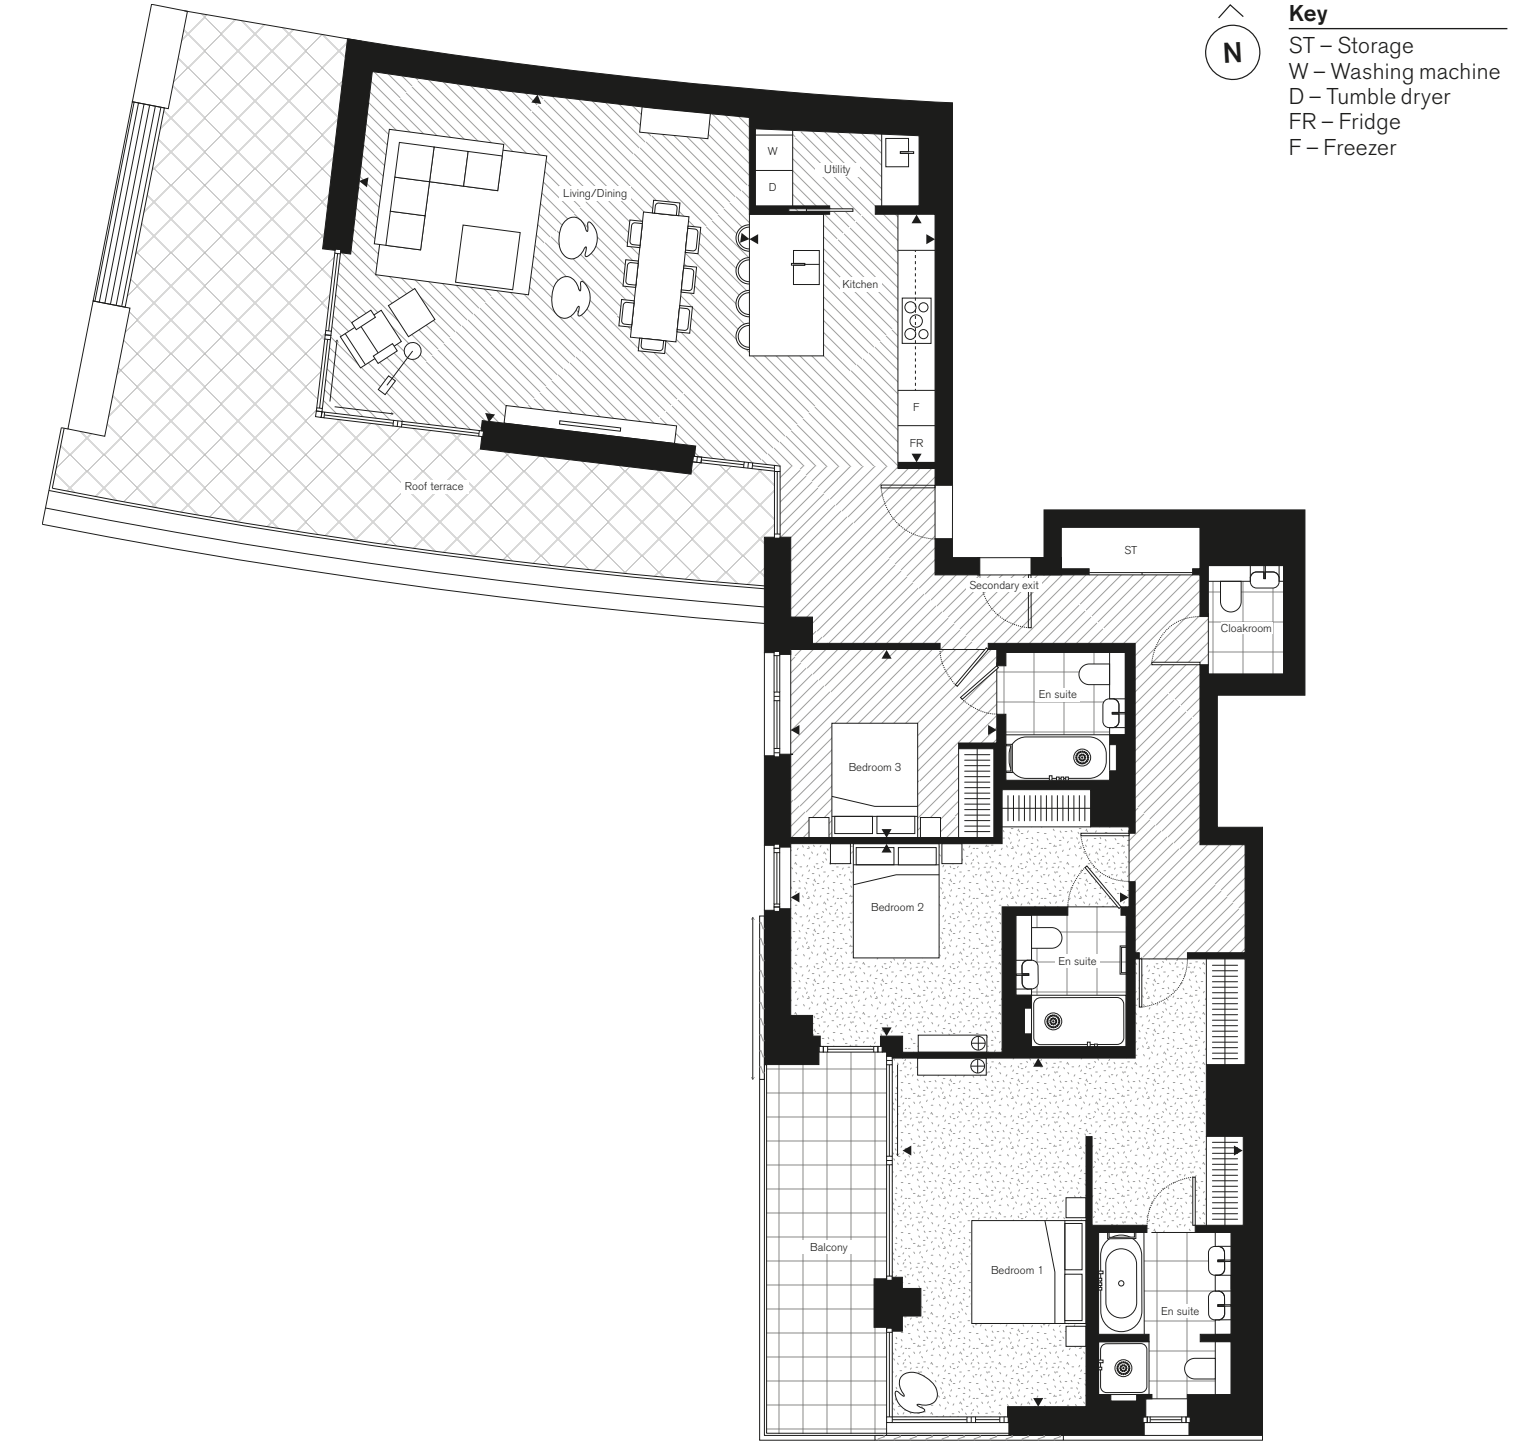 N
Key
ST – Storage
W – Washing machine
D – Tumble dryer
FR – Fridge
F – Freezer
W
Utility
D
Living/Dining
Kitchen
F
FR
Roof terrace
ST
Secondary exit
Cloakroom
En suite
Bedroom 3
Bedroom 2
En suite
Balcony
Bedroom 1
En suite